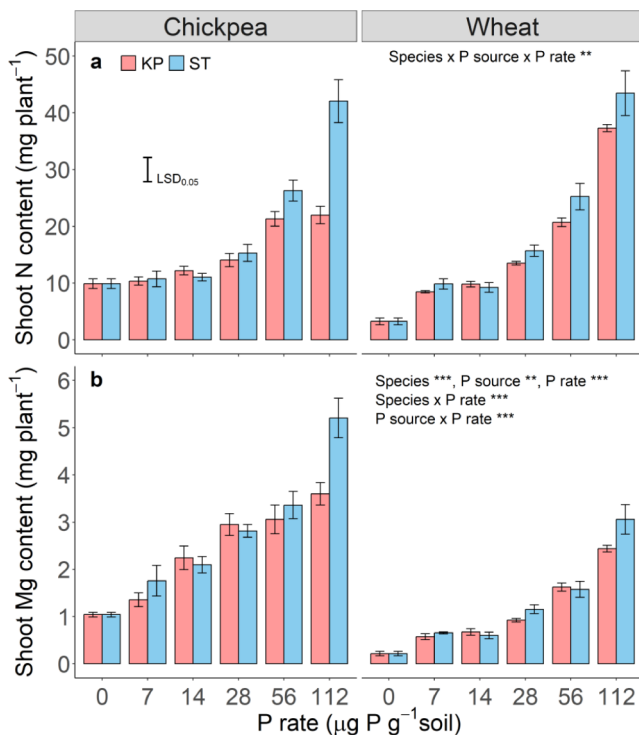 Chickpea Wheat
a KP ST Species x P source x P rate **
LSD0.05
Shoot N content (mg plant−1)
50
40
30
20
10
0
b Species ***, P source **, P rate ***
Species x P rate ***
P source x P rate ***
Shoot Mg content (mg plant−1)
6
5
4
3
2
1
0
0 7 14 28 56 112 0 7 14 28 56 112
P rate (μg P g−1soil)